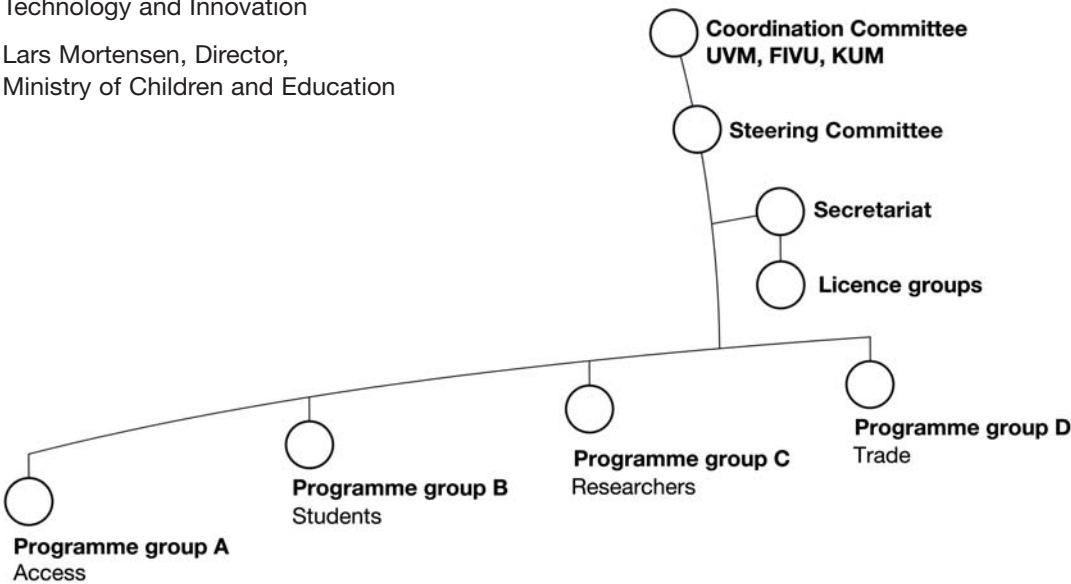 Technology and Innovation
Lars Mortensen, Director,
Ministry of Children and Education
Coordination Committee
UVM, FIVU, KUM
Steering Committee
Secretariat
Licence groups
Programme group D
Trade
Programme group C
Researchers
Programme group B
Students
Programme group A
Access